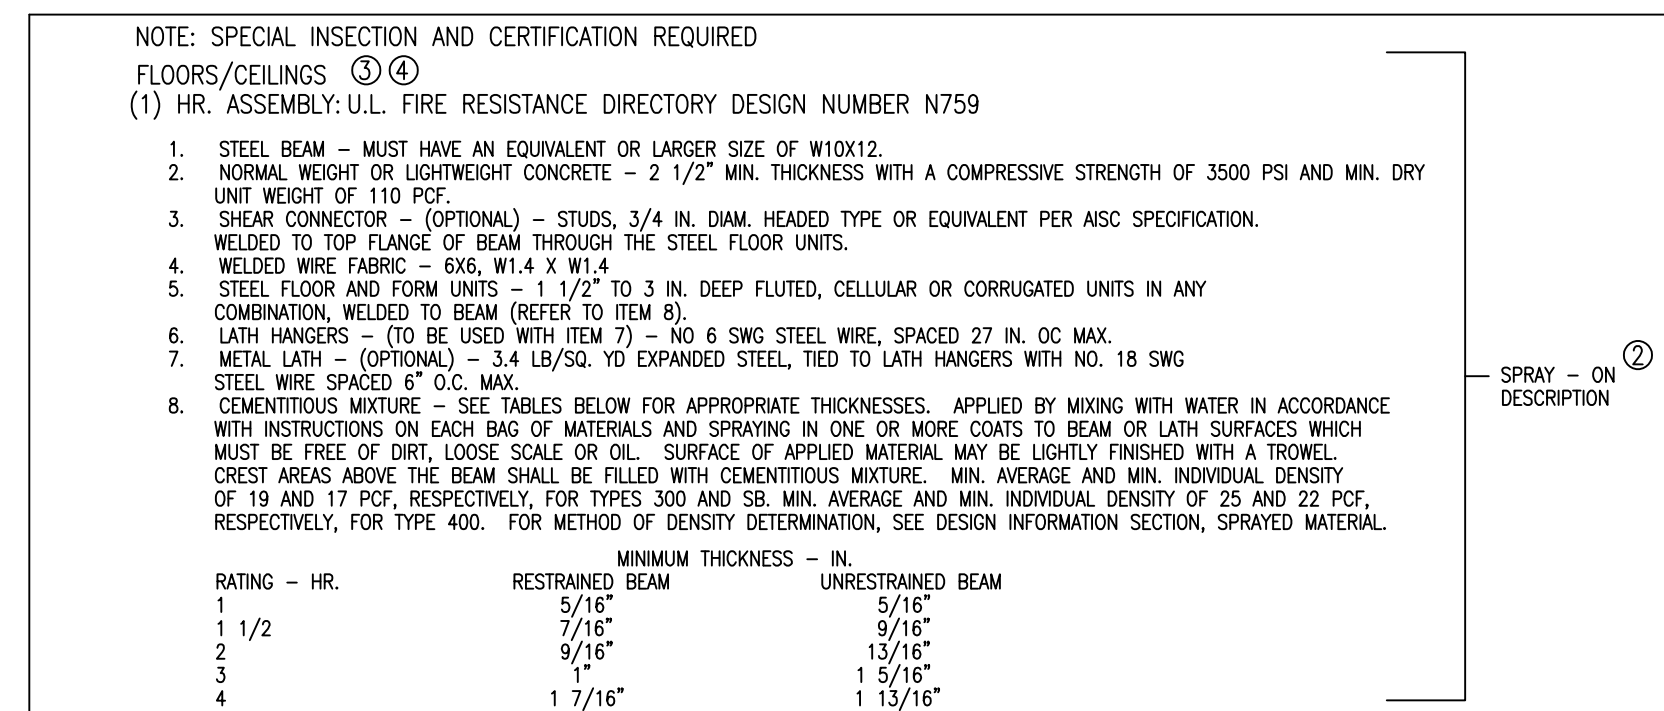 NOTE: SPECIAL INSECTION AND CERTIFICATION REQUIRED
FLOORS/CEILINGS ③ ④
(1) HR. ASSEMBLY: U.L. FIRE RESISTANCE DIRECTORY DESIGN NUMBER N759
1. STEEL BEAM – MUST HAVE AN EQUIVALENT OR LARGER SIZE OF W10X12.
2. NORMAL WEIGHT OR LIGHTWEIGHT CONCRETE – 2 1/2" MIN. THICKNESS WITH A COMPRESSIVE STRENGTH OF 3500 PSI AND MIN. DRY
UNIT WEIGHT OF 110 PCF.
3. SHEAR CONNECTOR – (OPTIONAL) – STUDS, 3/4 IN. DIAM. HEADED TYPE OR EQUIVALENT PER AISC SPECIFICATION.
WELDED TO TOP FLANGE OF BEAM THROUGH THE STEEL FLOOR UNITS.
4. WELDED WIRE FABRIC – 6X6, W1.4 X W1.4
5. STEEL FLOOR AND FORM UNITS – 1 1/2" TO 3 IN. DEEP FLUTED, CELLULAR OR CORRUGATED UNITS IN ANY
COMBINATION, WELDED TO BEAM (REFER TO ITEM 8).
6. LATH HANGERS – (TO BE USED WITH ITEM 7) – NO 6 SWG STEEL WIRE, SPACED 27 IN. OC MAX.
7. METAL LATH – (OPTIONAL) – 3.4 LB/SQ. YD EXPANDED STEEL, TIED TO LATH HANGERS WITH NO. 18 SWG
STEEL WIRE SPACED 6" O.C. MAX.
8. CEMENTITIOUS MIXTURE – SEE TABLES BELOW FOR APPROPRIATE THICKNESSES. APPLIED BY MIXING WITH WATER IN ACCORDANCE
WITH INSTRUCTIONS ON EACH BAG OF MATERIALS AND SPRAYING IN ONE OR MORE COATS TO BEAM OR LATH SURFACES WHICH
MUST BE FREE OF DIRT, LOOSE SCALE OR OIL. SURFACE OF APPLIED MATERIAL MAY BE LIGHTLY FINISHED WITH A TROWEL.
CREST AREAS ABOVE THE BEAM SHALL BE FILLED WITH CEMENTITIOUS MIXTURE. MIN. AVERAGE AND MIN. INDIVIDUAL DENSITY
OF 19 AND 17 PCF, RESPECTIVELY, FOR TYPES 300 AND SB. MIN. AVERAGE AND MIN. INDIVIDUAL DENSITY OF 25 AND 22 PCF,
RESPECTIVELY, FOR TYPE 400. FOR METHOD OF DENSITY DETERMINATION, SEE DESIGN INFORMATION SECTION, SPRAYED MATERIAL.
MINIMUM THICKNESS – IN.
RATING – HR. RESTRAINED BEAM UNRESTRAINED BEAM
1 5/16" 5/16"
1 1/2 7/16" 9/16"
2 9/16" 13/16"
3 1" 1 5/16"
4 1 7/16" 1 13/16"
SPRAY – ON ②
DESCRIPTION